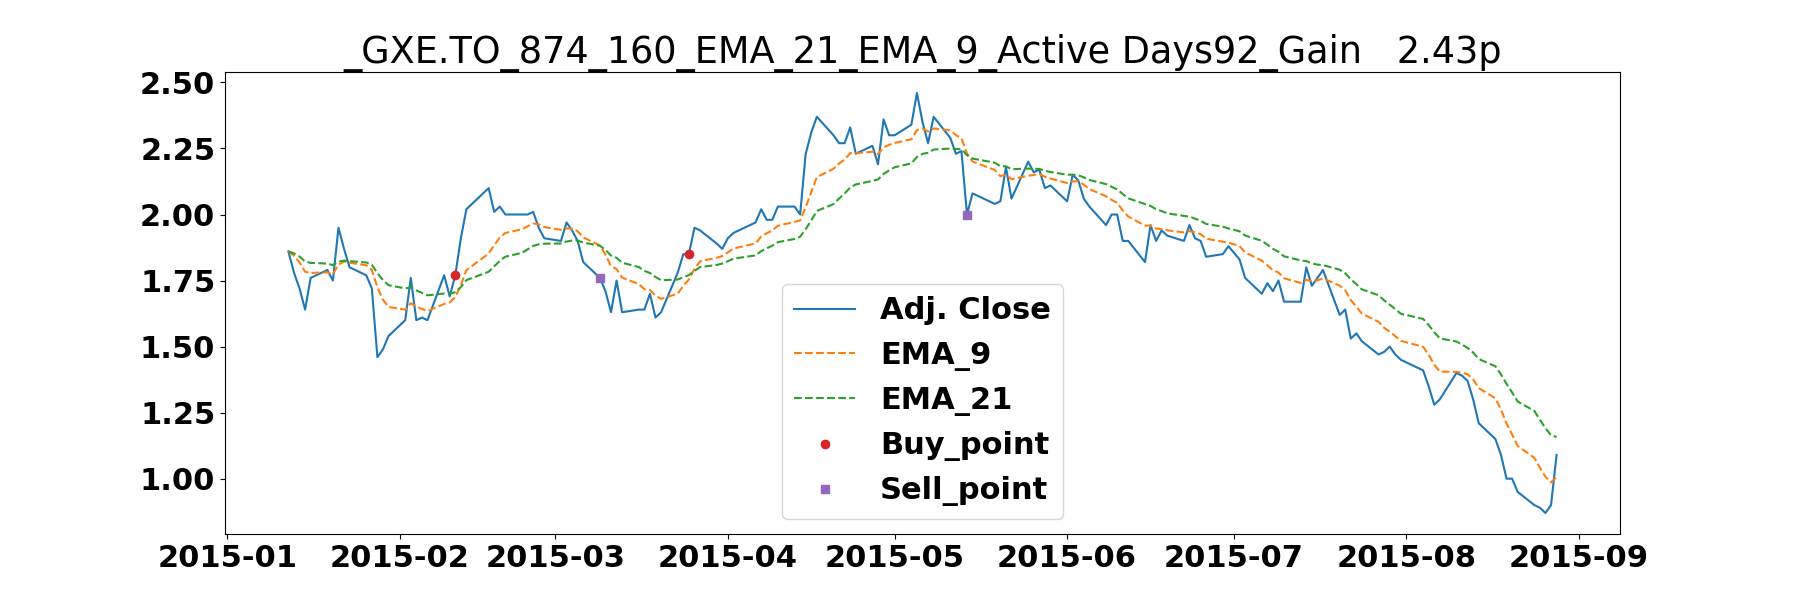 _GXE.TO_874_160_EMA_21_EMA_9_Active Days92_Gain   2.43p
2.50
2.25
2.00
1.75
1.50
1.25
1.00
Adj. Close
EMA_9
EMA_21
Buy_point
Sell_point
2015-01 2015-02 2015-03 2015-04 2015-05 2015-06 2015-07 2015-08 2015-09